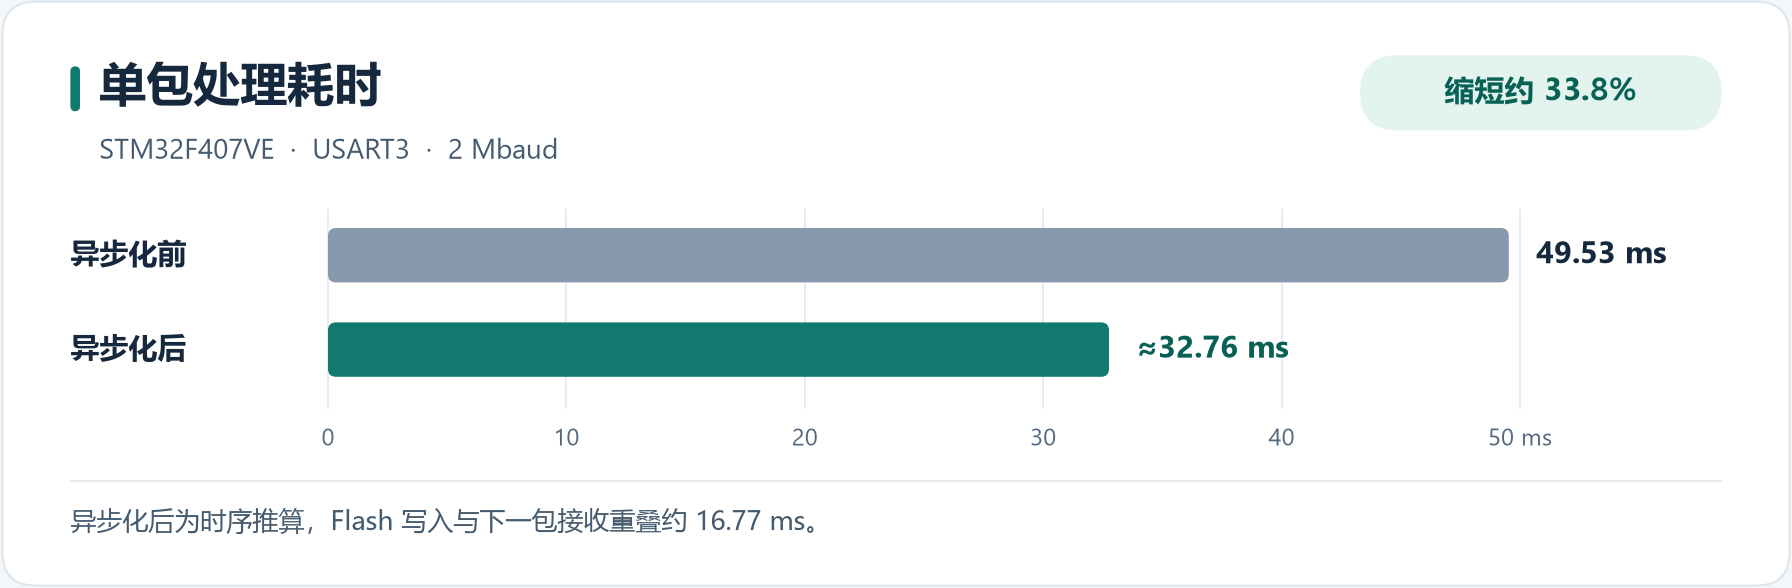 单包处理耗时
缩短约 33.8%
STM32F407VE · USART3 · 2 Mbaud
异步化前
49.53 ms
异步化后
≈32.76 ms
0 10 20 30 40 50 ms
异步化后为时序推算，Flash 写入与下一包接收重叠约 16.77 ms。